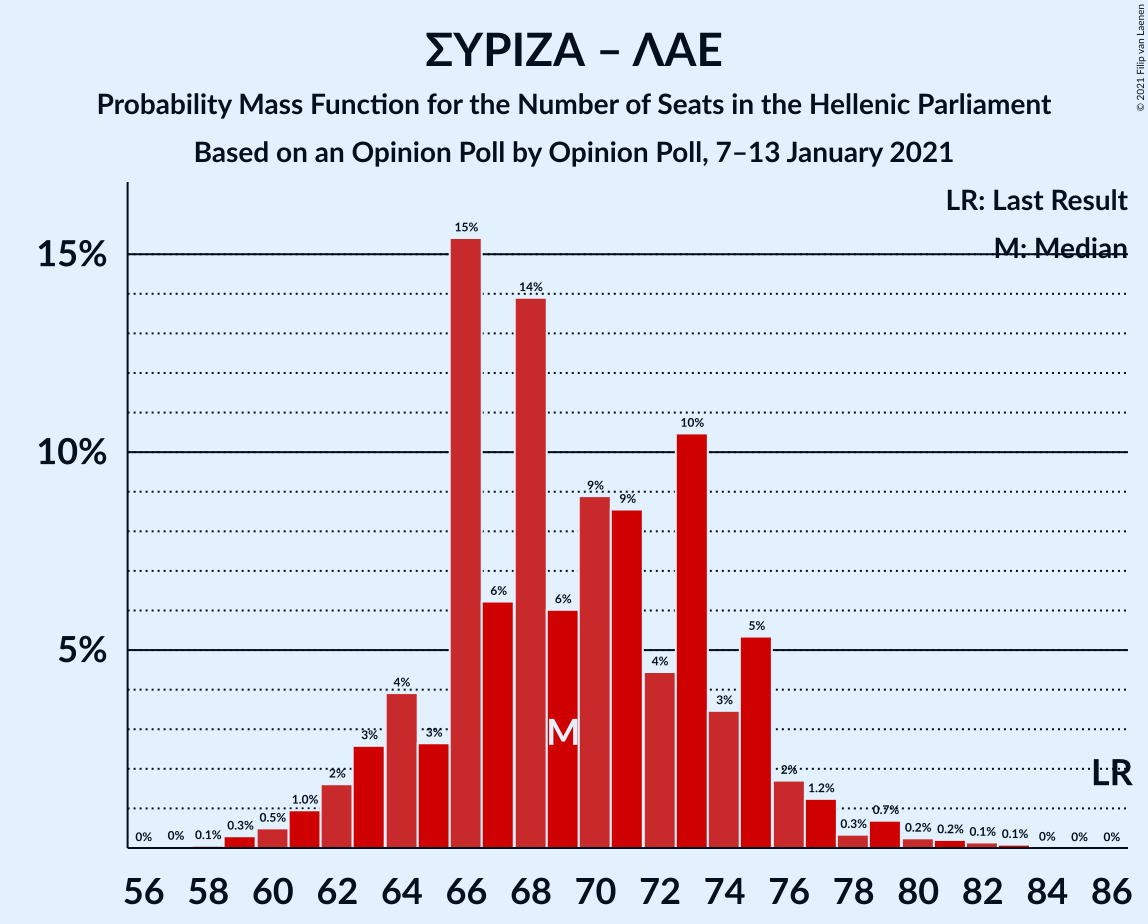 ΣΥΡΙΖΑ – ΛΑΕ
Probability Mass Function for the Number of Seats in the Hellenic Parliament
Based on an Opinion Poll by Opinion Poll, 7–13 January 2021
© 2021 Filip van Laenen
LR: Last Result
M: Median
15%
10%
5%
0% 0% 0.1% 0.3% 0.5% 1.0% 2% 3% 4% 3% 15% 6% 14% 6% 9% 9% 4% 10% 3% 5% 2% 1.2% 0.3% 0.7% 0.2% 0.2% 0.1% 0.1% 0% 0% 0%
M
LR
56 58 60 62 64 66 68 70 72 74 76 78 80 82 84 86